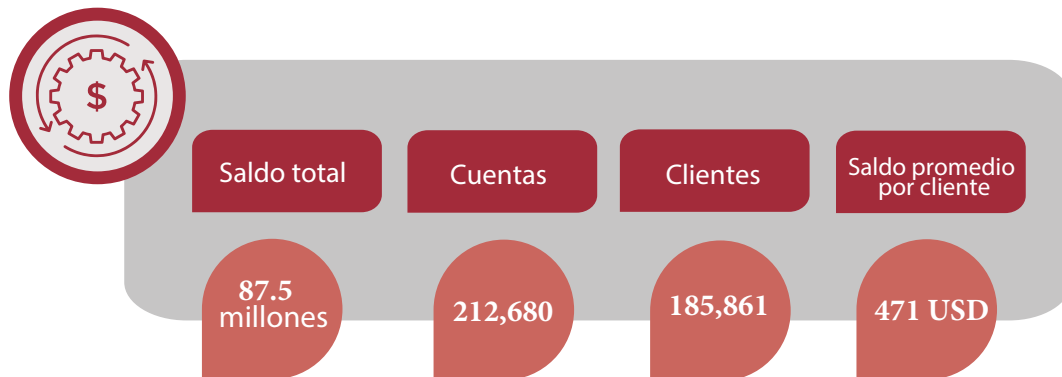 $
Saldo total
Cuentas
Clientes
Saldo promedio
por cliente
87.5
millones
212,680
185,861
471 USD